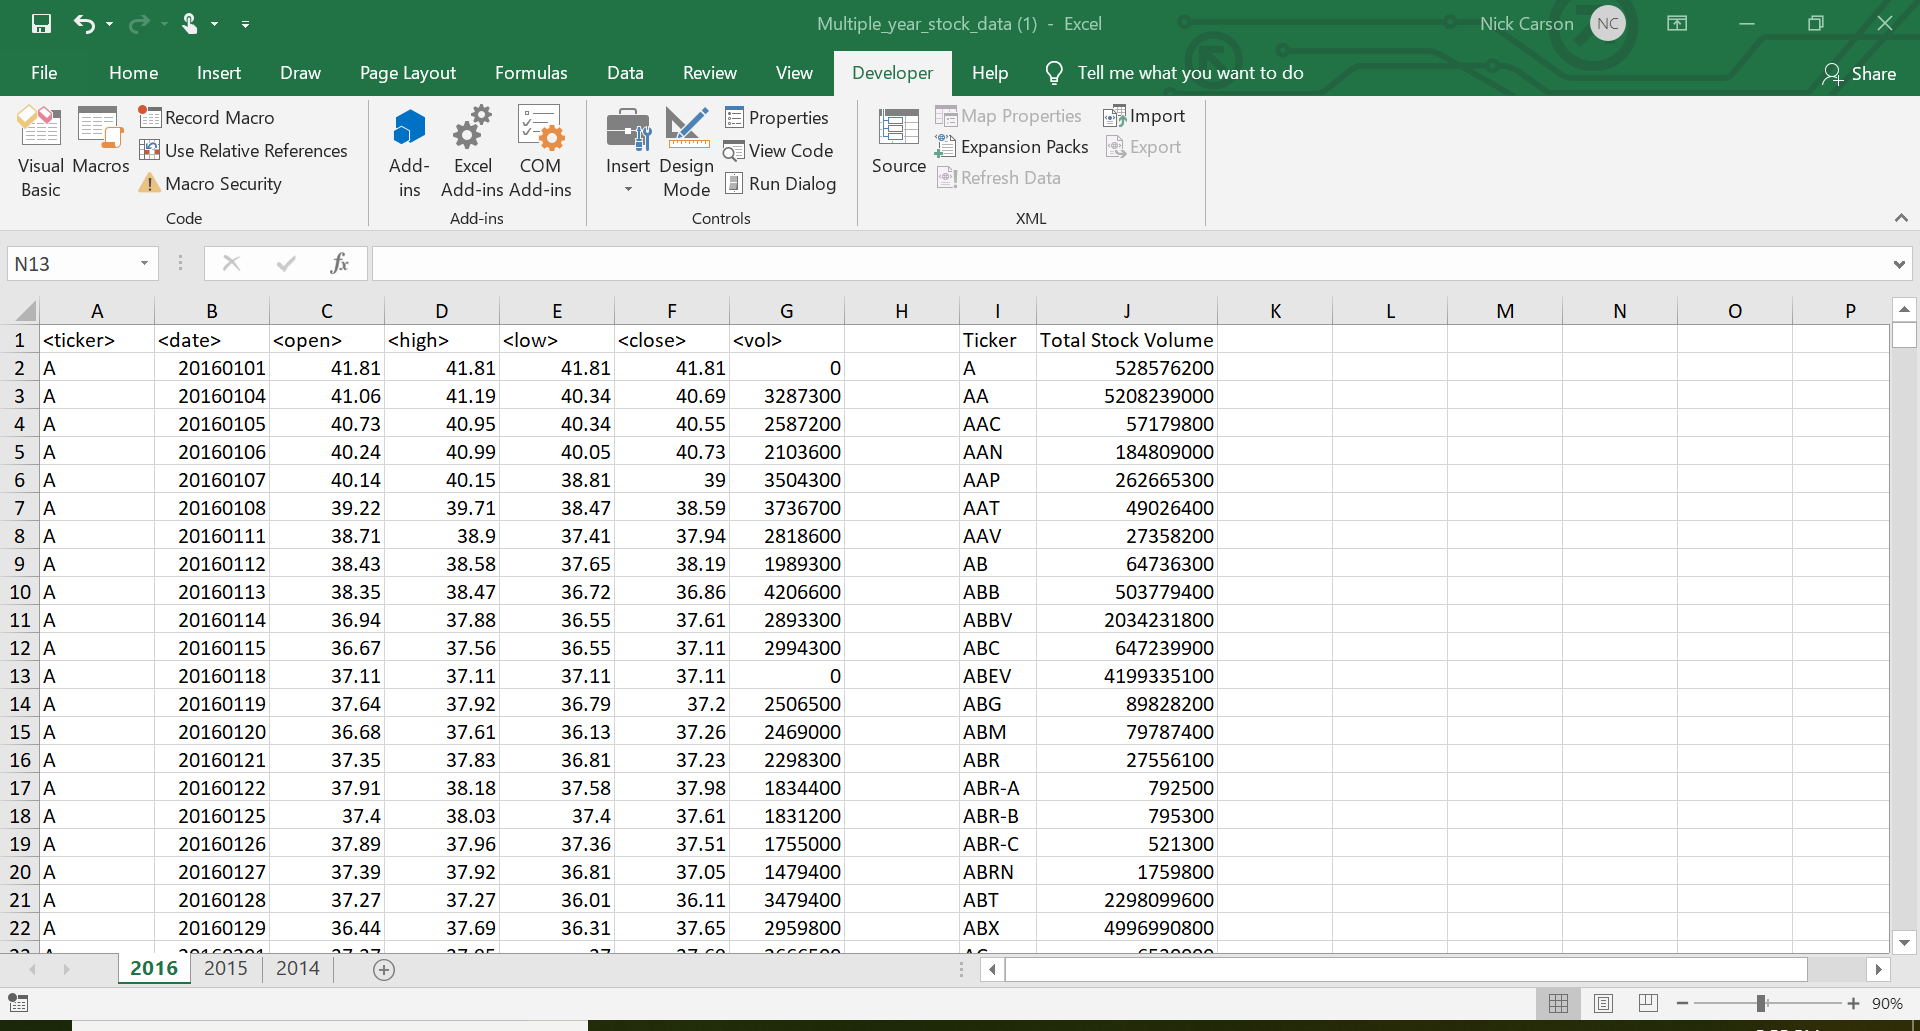 Multiple_year_stock_data (1) - Excel
Nick Carson NC
File Home Insert Draw Page Layout Formulas Data Review View Developer Help Tell me what you want to do Share
Visual Basic
Macros
Record Macro
Use Relative References
Macro Security
Code
Add-ins
Excel Add-ins
COM Add-ins
Add-ins
Insert
Design Mode
Properties
View Code
Run Dialog
Controls
Source
Map Properties
Expansion Packs
Refresh Data
Import
Export
XML
N13 fx
A B C D E F G H I J K L M N O P
1 <ticker> <date> <open> <high> <low> <close> <vol> Ticker Total Stock Volume
2 A 20160101 41.81 41.81 41.81 41.81 0 A 528576200
3 A 20160104 41.06 41.19 40.34 40.69 3287300 AA 5208239000
4 A 20160105 40.73 40.95 40.34 40.55 2587200 AAC 57179800
5 A 20160106 40.24 40.99 40.05 40.73 2103600 AAN 184809000
6 A 20160107 40.14 40.15 38.81 39 3504300 AAP 262665300
7 A 20160108 39.22 39.71 38.47 38.59 3736700 AAT 49026400
8 A 20160111 38.71 38.9 37.41 37.94 2818600 AAV 27358200
9 A 20160112 38.43 38.58 37.65 38.19 1989300 AB 64736300
10 A 20160113 38.35 38.47 36.72 36.86 4206600 ABB 503779400
11 A 20160114 36.94 37.88 36.55 37.61 2893300 ABBV 2034231800
12 A 20160115 36.67 37.56 36.55 37.11 2994300 ABC 647239900
13 A 20160118 37.11 37.11 37.11 37.11 0 ABEV 4199335100
14 A 20160119 37.64 37.92 36.79 37.2 2506500 ABG 89828200
15 A 20160120 36.68 37.61 36.13 37.26 2469000 ABM 79787400
16 A 20160121 37.35 37.83 36.81 37.23 2298300 ABR 27556100
17 A 20160122 37.91 38.18 37.58 37.98 1834400 ABR-A 792500
18 A 20160125 37.4 38.03 37.4 37.61 1831200 ABR-B 795300
19 A 20160126 37.89 37.96 37.36 37.51 1755000 ABR-C 521300
20 A 20160127 37.39 37.92 36.81 37.05 1479400 ABRN 1759800
21 A 20160128 37.27 37.27 36.01 36.11 3479400 ABT 2298099600
22 A 20160129 36.44 37.69 36.31 37.65 2959800 ABX 4996990800
2016 2015 2014
90%